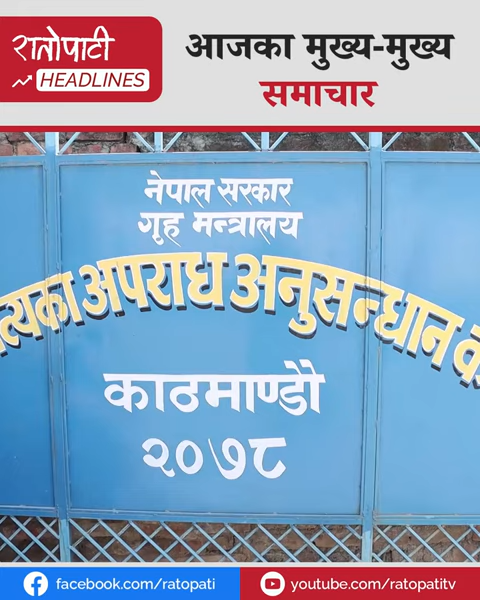 रातोपाटी
HEADLINES
आजका मुख्य-मुख्य
समाचार
नेपाल सरकार
गृह मन्त्रालय
अपराध अनुसन्धान
काठमाण्डौ
२०७८
facebook.com/ratopati
youtube.com/ratopatitv